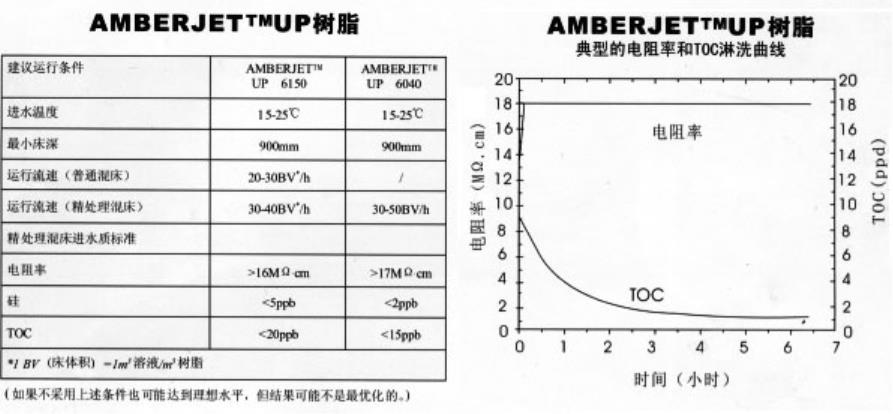 AMBERJET™UP树脂
建议运行条件 AMBERJET™ UP 6150 AMBERJET™ UP 6040
进水温度 15-25℃ 15-25℃
最小床深 900mm 900mm
运行流速（普通混床） 20-30BV*/h /
运行流速（精处理混床） 30-40BV*/h 30-50BV/h
精处理混床进水质标准
电阻率 >16MΩ·cm >17MΩ·cm
硅 <5ppb <2ppb
TOC <20ppb <15ppb
*1 BV（床体积）=1m³溶液/m³树脂
（如果不采用上述条件也可能达到理想水平，但结果可能不是最优化的。）
AMBERJET™UP树脂
典型的电阻率和TOC淋洗曲线
电阻率（MΩ.cm）
20 18 16 14 12 10 8 6 4 2 0
电阻率
TOC
20 18 16 14 12 10 8 6 4 2 0
TOC(ppd)
0 1 2 3 4 5 6 7
时间（小时）